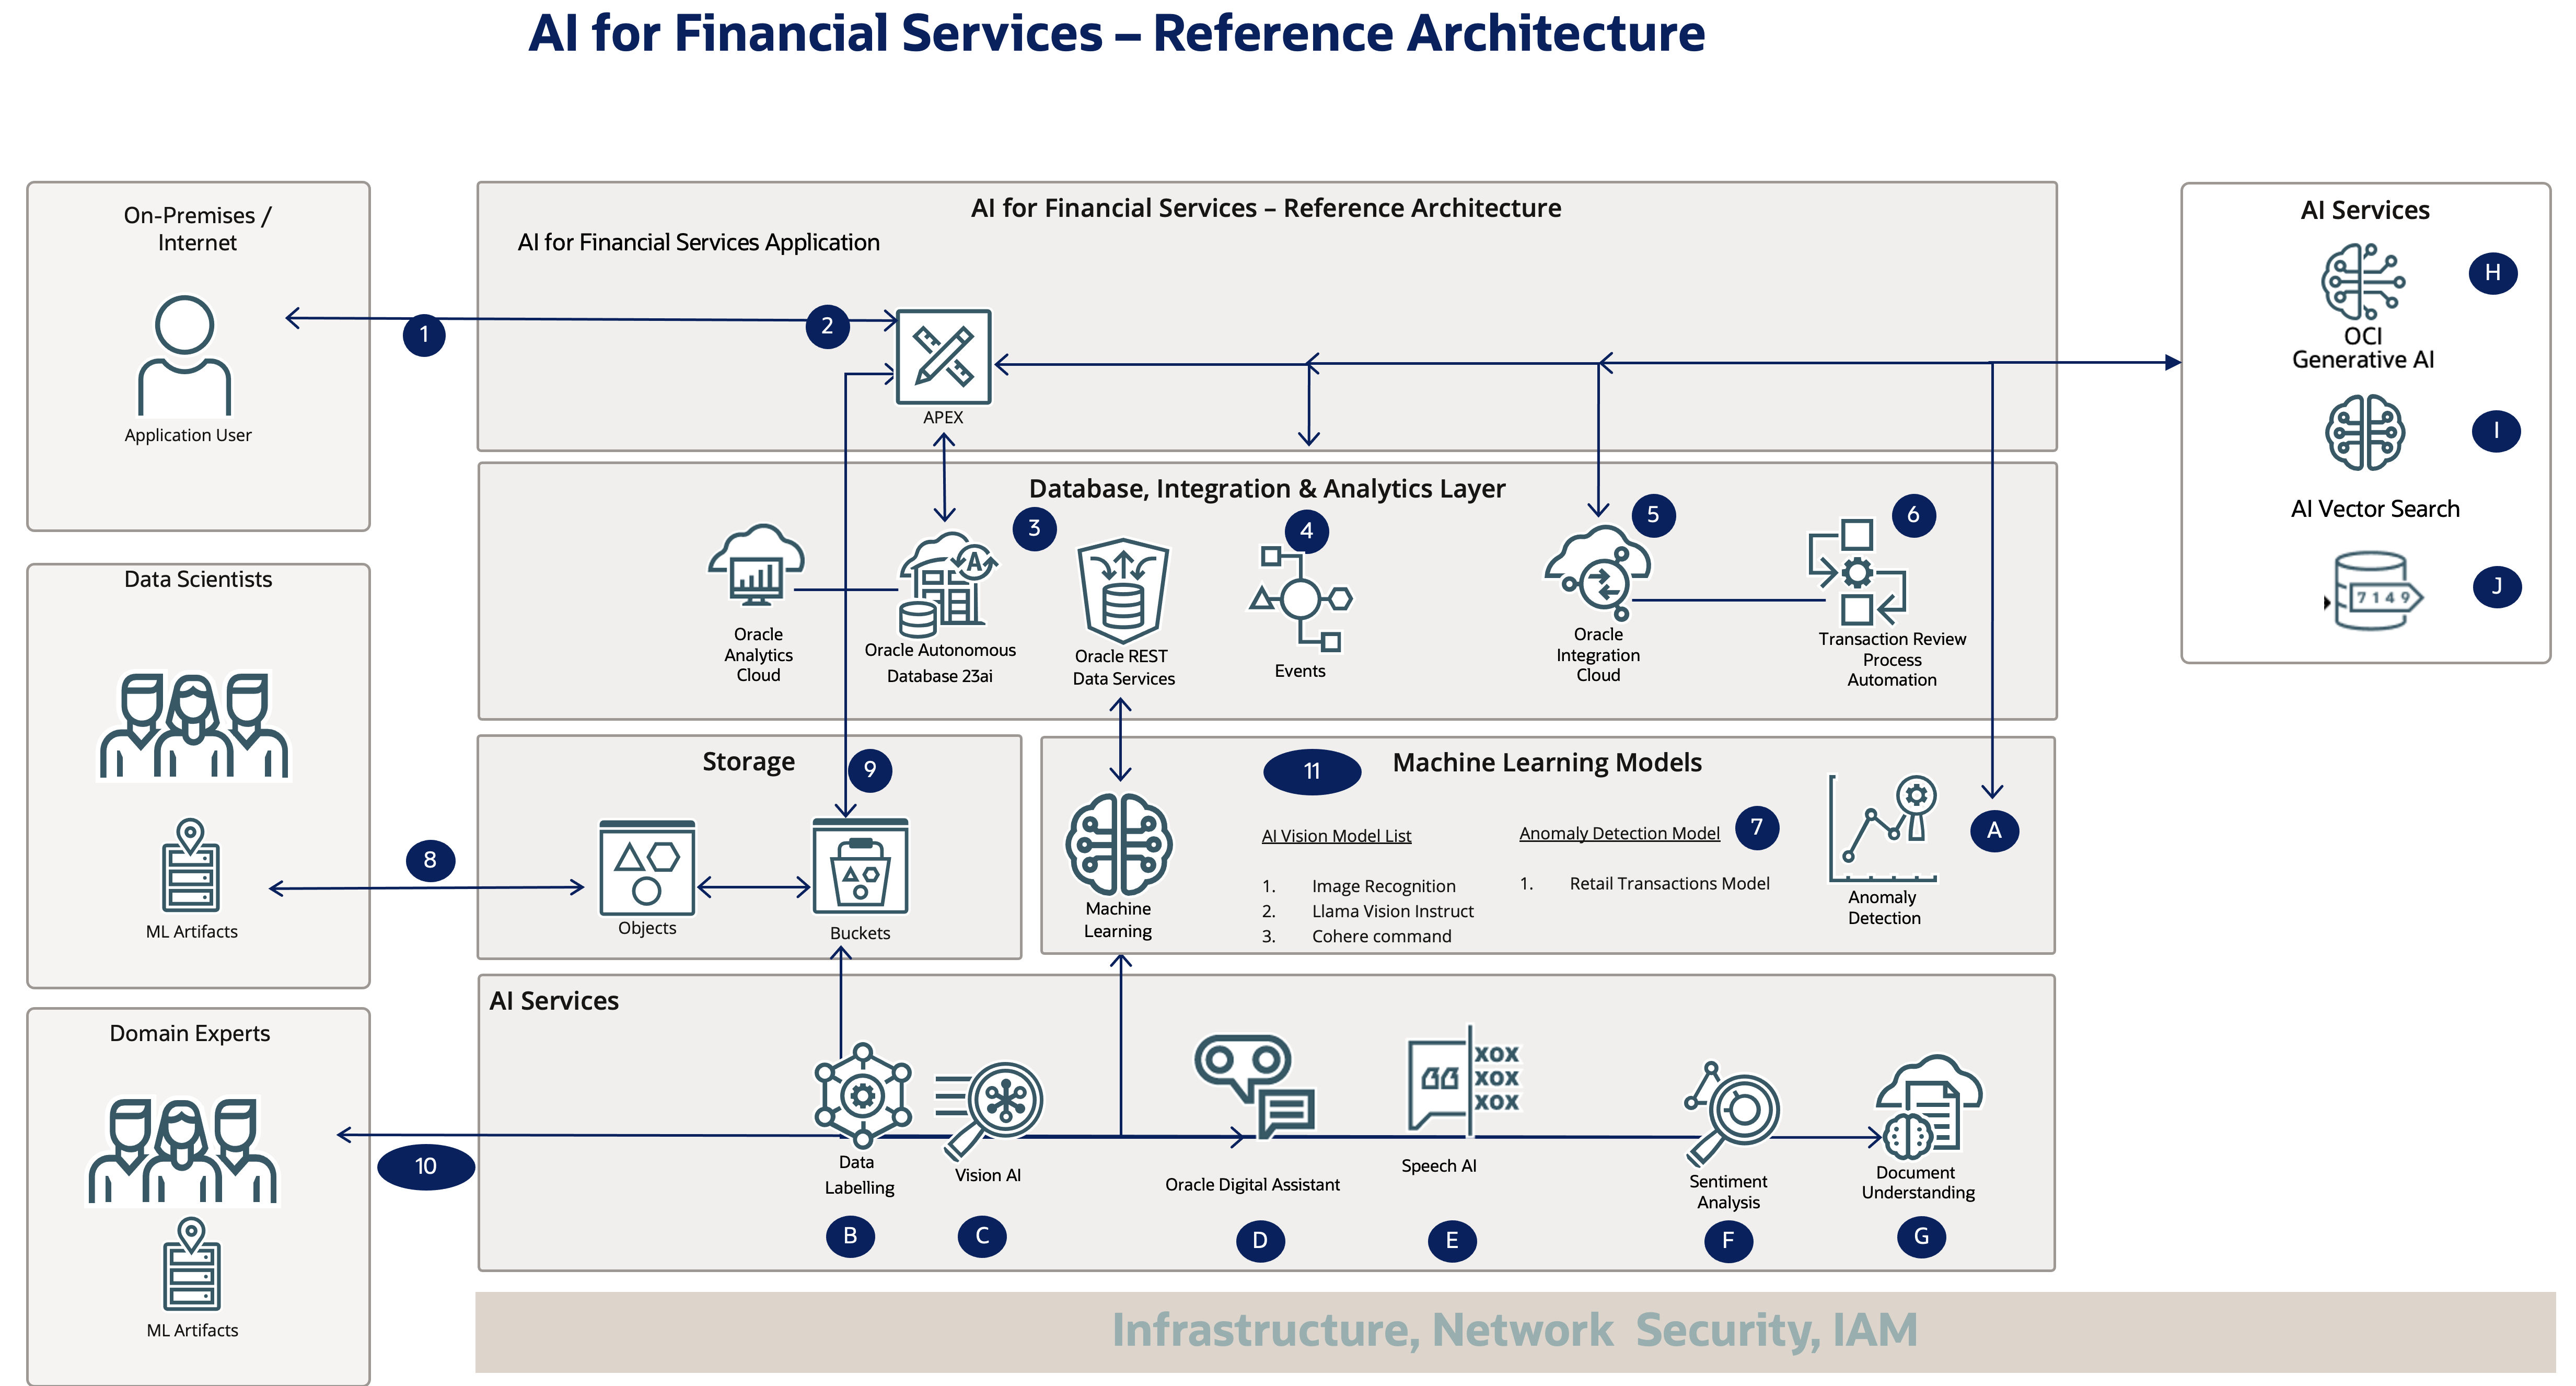 AI for Financial Services – Reference Architecture
On-Premises /
Internet
Application User
1
AI for Financial Services – Reference Architecture
AI for Financial Services Application
2
APEX
AI Services
H
OCI
Generative AI
I
AI Vector Search
7 1 4 9
J
Database, Integration & Analytics Layer
Oracle
Analytics
Cloud
A
3
Oracle Autonomous
Database 23ai
Oracle REST
Data Services
4
Events
5
Oracle
Integration
Cloud
6
Transaction Review
Process
Automation
Data Scientists
ML Artifacts
8
Storage
9
Objects
Buckets
11
Machine Learning Models
Machine
Learning
AI Vision Model List
1. Image Recognition
2. Llama Vision Instruct
3. Cohere command
Anomaly Detection Model
7
1. Retail Transactions Model
Anomaly
Detection
A
Domain Experts
ML Artifacts
10
AI Services
Data
Labelling
B
Vision AI
C
Oracle Digital Assistant
D
XOX
XOX
XOX
Speech AI
E
Sentiment
Analysis
F
Document
Understanding
G
Infrastructure, Network Security, IAM